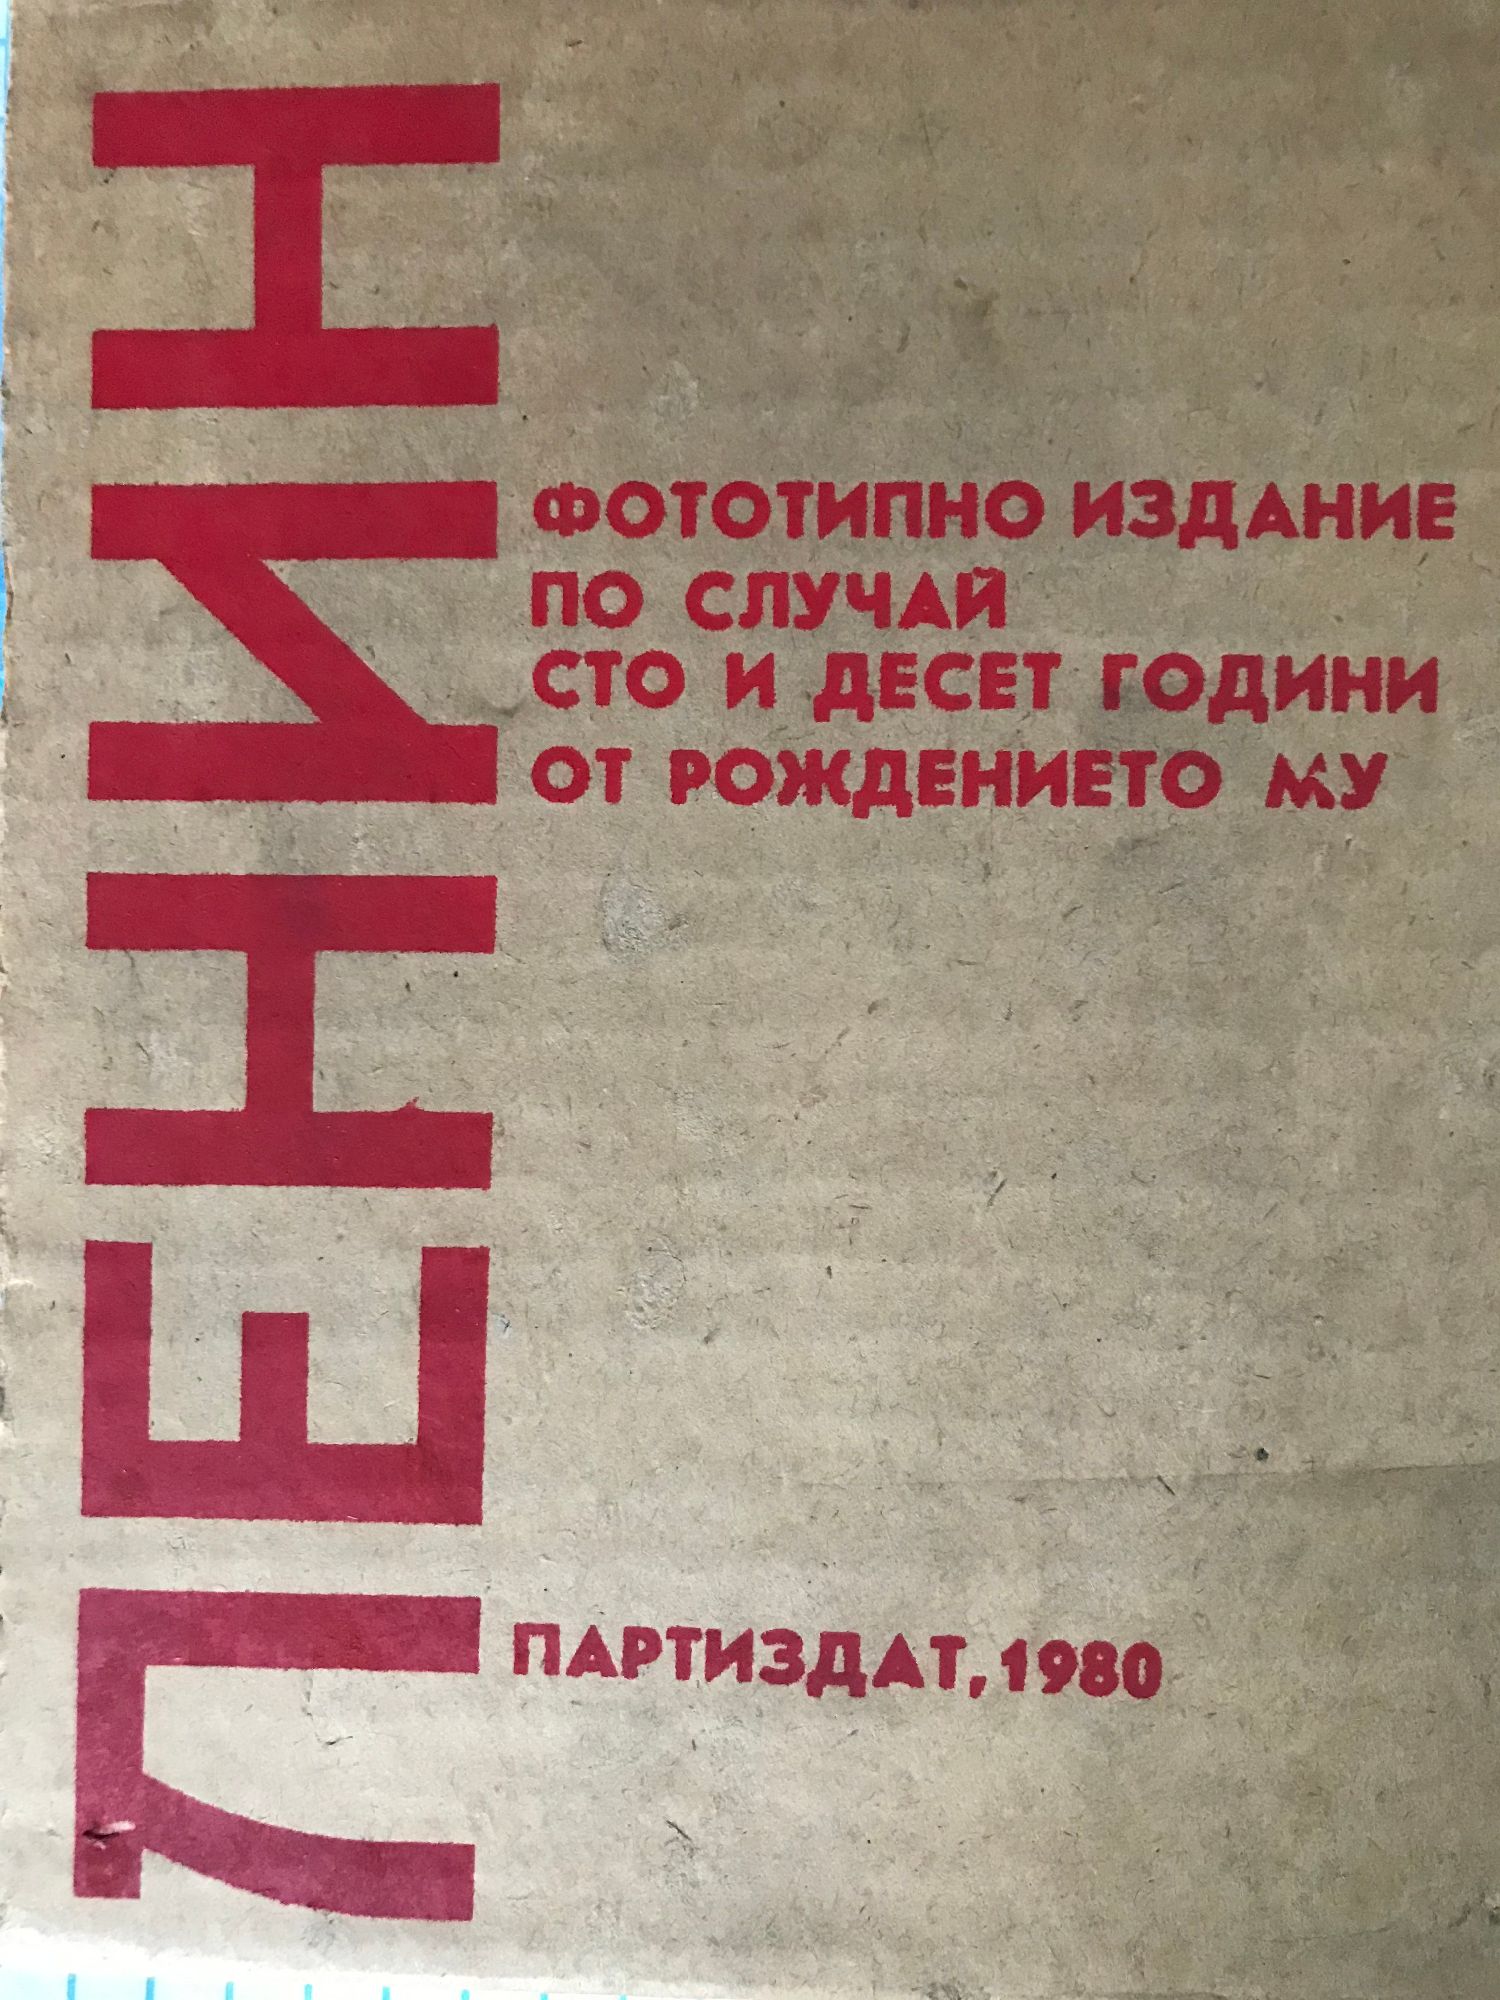 ЛЕНИН
ФОТОТИПНО ИЗДАНИЕ
ПО СЛУЧАЙ
СТО И ДЕСЕТ ГОДИНИ
ОТ РОЖДЕНИЕТО МУ
ПАРТИЗДАТ, 1980